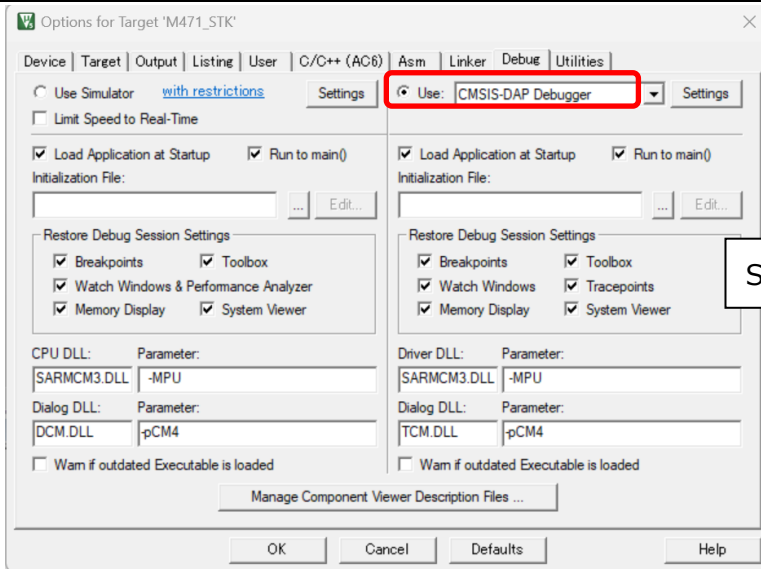 Options for Target 'M471_STK'
Device Target Output Listing User C/C++ (AC6) Asm Linker Debug Utilities
Use Simulator with restrictions Settings Use: CMSIS-DAP Debugger Settings
Limit Speed to Real-Time
Load Application at Startup Run to main() Load Application at Startup Run to main()
Initialization File: Initialization File:
... Edit... ... Edit...
Restore Debug Session Settings Restore Debug Session Settings
Breakpoints Toolbox Breakpoints Toolbox
Watch Windows & Performance Analyzer Watch Windows Tracepoints
Memory Display System Viewer Memory Display System Viewer
S
CPU DLL: Parameter: Driver DLL: Parameter:
SARMCM3.DLL -MPU SARMCM3.DLL -MPU
Dialog DLL: Parameter: Dialog DLL: Parameter:
DCM.DLL -pCM4 TCM.DLL -pCM4
Warn if outdated Executable is loaded Warn if outdated Executable is loaded
Manage Component Viewer Description Files ...
OK Cancel Defaults Help